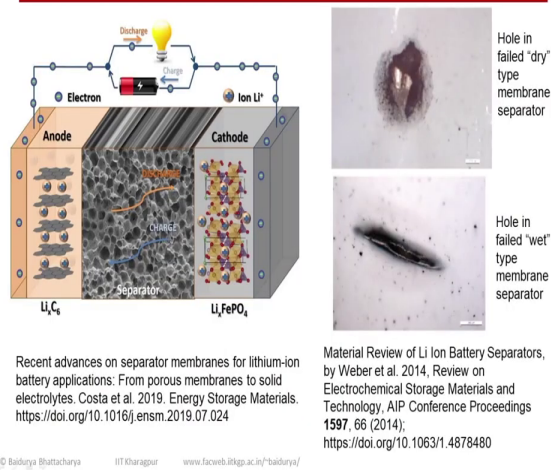 Discharge
Charge
Electron
Ion Li⁺
Anode
Cathode
DISCHARGE
CHARGE
Separator
LiₓC₆
LiₓFePO₄
Hole in
failed “dry”
type
membrane
separator
Hole in
failed “wet”
type
membrane
separator
Recent advances on separator membranes for lithium-ion
battery applications: From porous membranes to solid
electrolytes. Costa et al. 2019. Energy Storage Materials.
https://doi.org/10.1016/j.ensm.2019.07.024
Material Review of Li Ion Battery Separators,
by Weber et al. 2014, Review on
Electrochemical Storage Materials and
Technology, AIP Conference Proceedings
1597, 66 (2014);
https://doi.org/10.1063/1.4878480
© Baidurya Bhattacharya IIT Kharagpur www.facweb.iitkgp.ac.in/~baidurya/